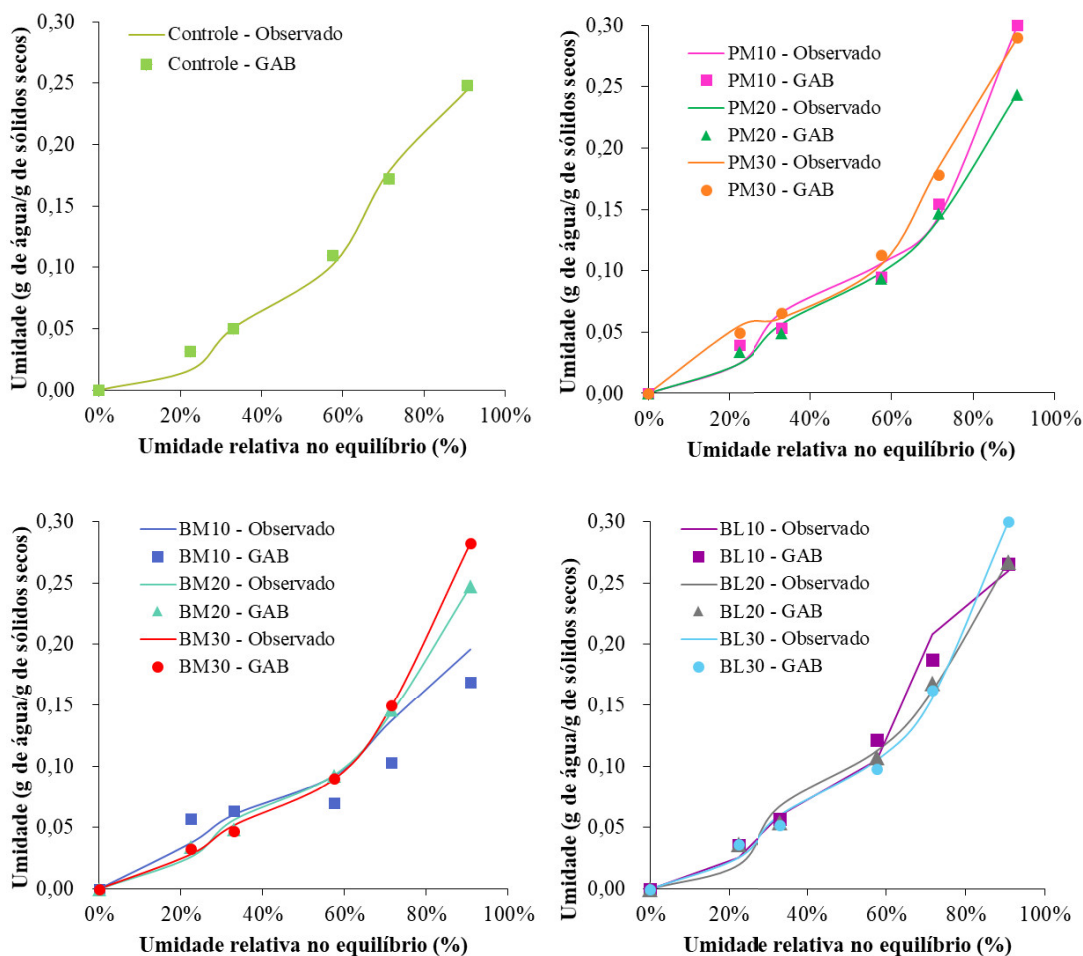 Umidade (g de água/g de sólidos secos)
0,30
0,25
0,20
0,15
0,10
0,05
0,00
Controle - Observado
Controle - GAB
0% 20% 40% 60% 80% 100%
Umidade relativa no equilíbrio (%)
Umidade (g de água/g de sólidos secos)
0,30
0,25
0,20
0,15
0,10
0,05
0,00
PM10 - Observado
PM10 - GAB
PM20 - Observado
PM20 - GAB
PM30 - Observado
PM30 - GAB
0% 20% 40% 60% 80% 100%
Umidade relativa no equilíbrio (%)
Umidade (g de água/g de sólidos secos)
0,30
0,25
0,20
0,15
0,10
0,05
0,00
BM10 - Observado
BM10 - GAB
BM20 - Observado
BM20 - GAB
BM30 - Observado
BM30 - GAB
0% 20% 40% 60% 80% 100%
Umidade relativa no equilíbrio (%)
Umidade (g de água/g de sólidos secos)
0,30
0,25
0,20
0,15
0,10
0,05
0,00
BL10 - Observado
BL10 - GAB
BL20 - Observado
BL20 - GAB
BL30 - Observado
BL30 - GAB
0% 20% 40% 60% 80% 100%
Umidade relativa no equilíbrio (%)